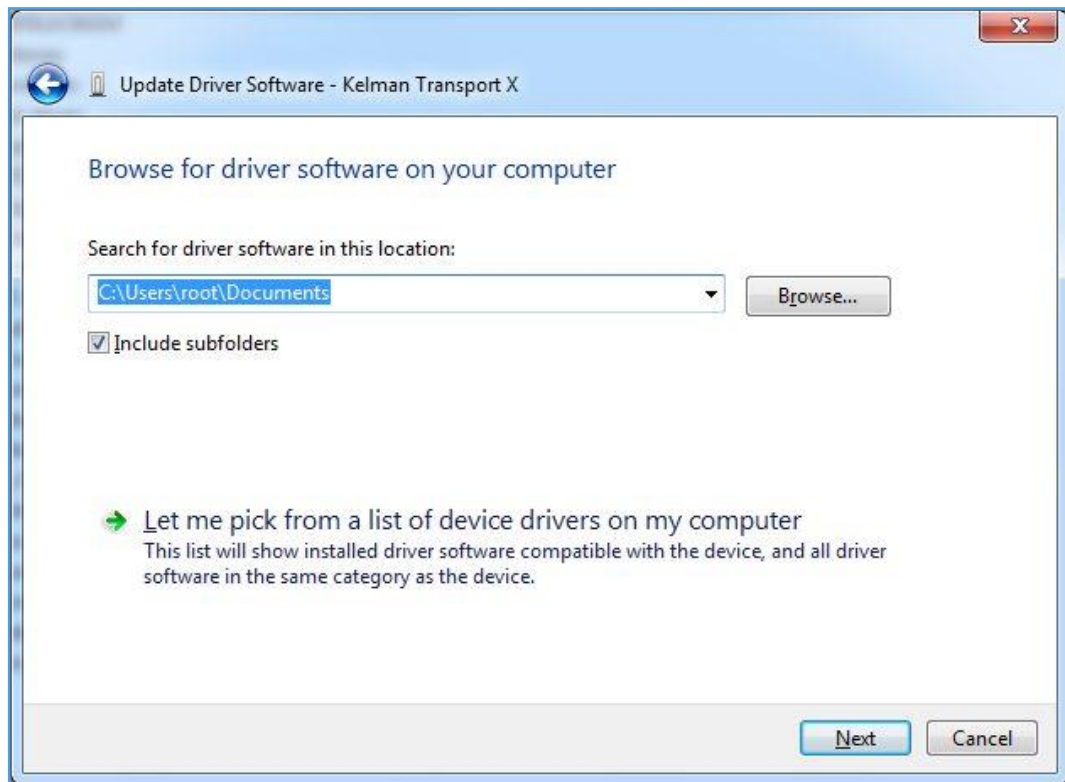 Update Driver Software - Kelman Transport X
Browse for driver software on your computer
Search for driver software in this location:
C:\Users\root\Documents
Browse...
Include subfolders
Let me pick from a list of device drivers on my computer
This list will show installed driver software compatible with the device, and all driver
software in the same category as the device.
Next
Cancel